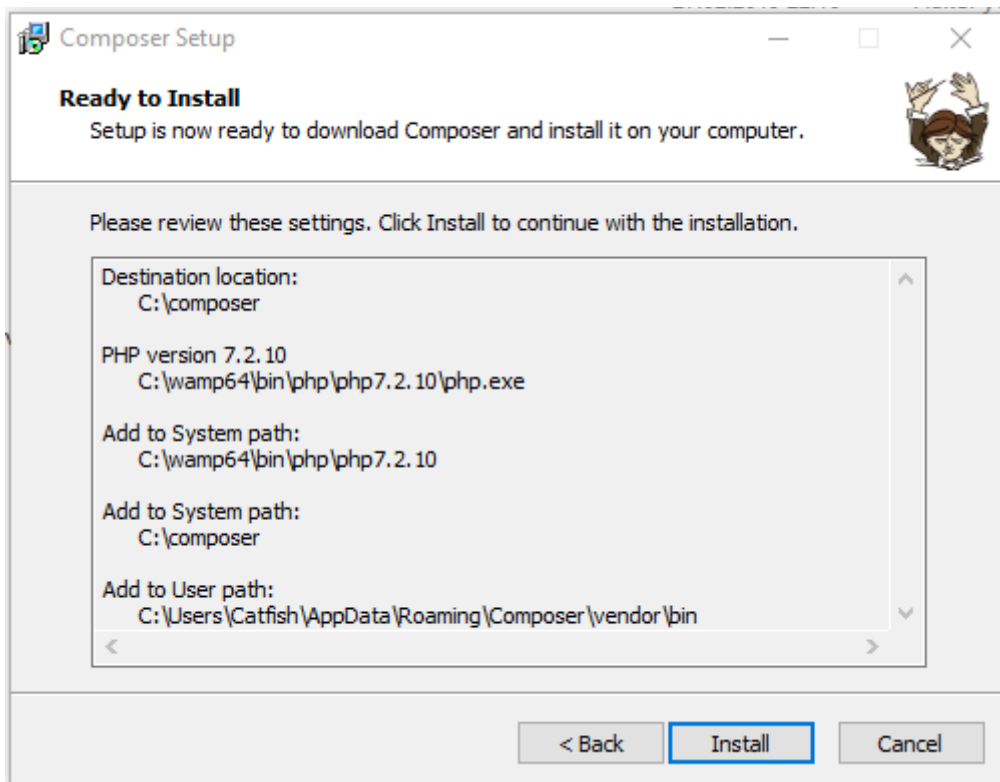 Composer Setup
Ready to Install
Setup is now ready to download Composer and install it on your computer.
Please review these settings. Click Install to continue with the installation.
Destination location:
C:\composer
PHP version 7.2.10
C:\wamp64\bin\php\php7.2.10\php.exe
Add to System path:
C:\wamp64\bin\php\php7.2.10
Add to System path:
C:\composer
Add to User path:
C:\Users\Catfish\AppData\Roaming\Composer\vendor\bin
< Back
Install
Cancel